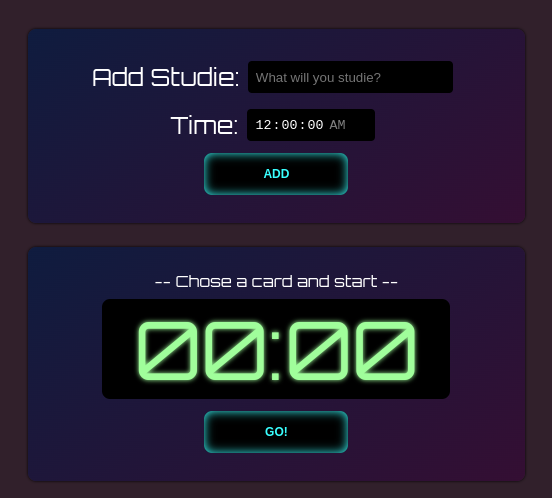 Add Studie: What will you studie?
Time: 12:00:00 AM
ADD
-- Chose a card and start --
00:00
GO!